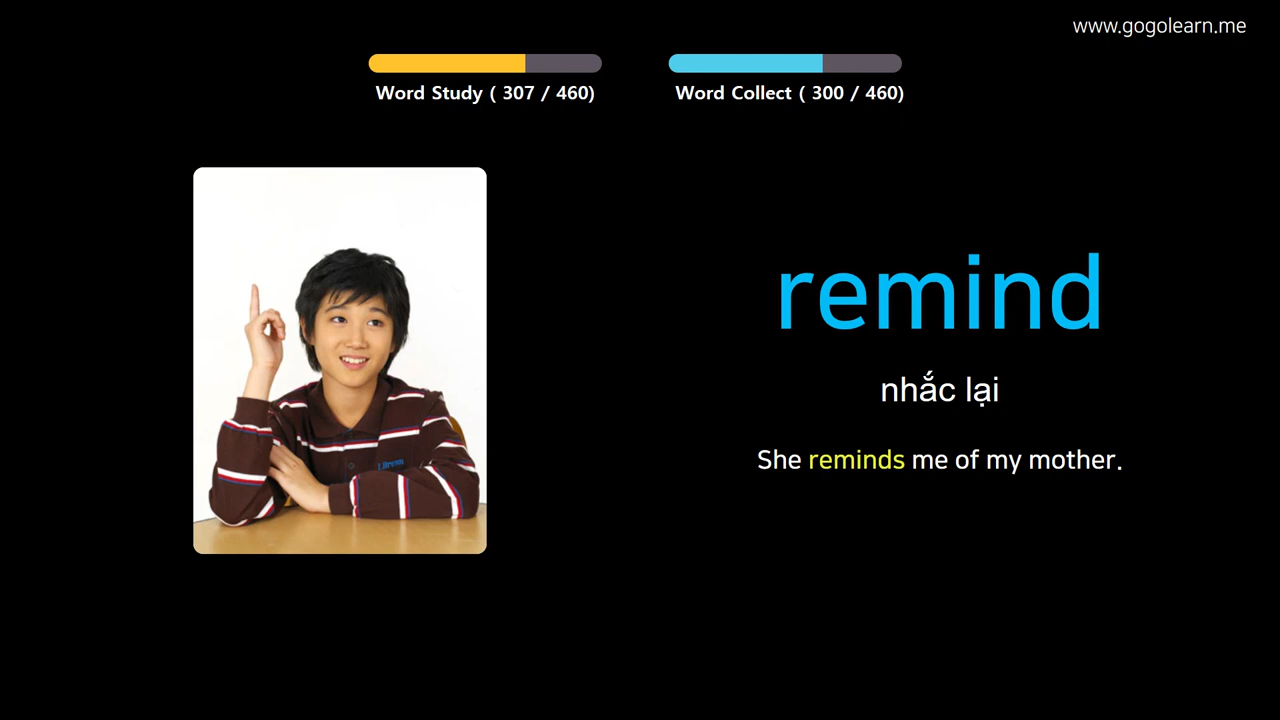 www.gogolearn.me
Word Study ( 307 / 460)
Word Collect ( 300 / 460)
remind
nhắc lại
She reminds me of my mother.